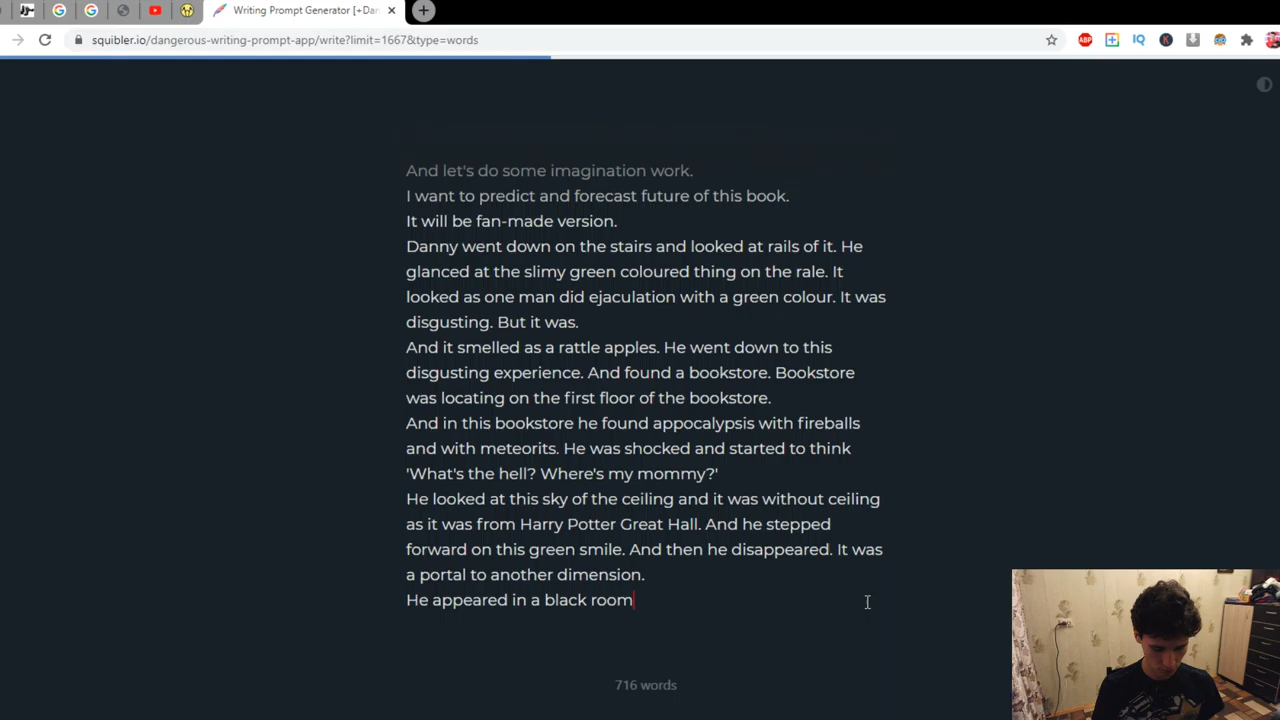 Writing Prompt Generator [+Dan
squibler.io/dangerous-writing-prompt-app/write?limit=1667&type=words
ABP
IQ
K
And let's do some imagination work.
I want to predict and forecast future of this book.
It will be fan-made version.
Danny went down on the stairs and looked at rails of it. He
glanced at the slimy green coloured thing on the rale. It
looked as one man did ejaculation with a green colour. It was
disgusting. But it was.
And it smelled as a rattle apples. He went down to this
disgusting experience. And found a bookstore. Bookstore
was locating on the first floor of the bookstore.
And in this bookstore he found appocalypsis with fireballs
and with meteorits. He was shocked and started to think
'What's the hell? Where's my mommy?'
He looked at this sky of the ceiling and it was without ceiling
as it was from Harry Potter Great Hall. And he stepped
forward on this green smile. And then he disappeared. It was
a portal to another dimension.
He appeared in a black room
716 words